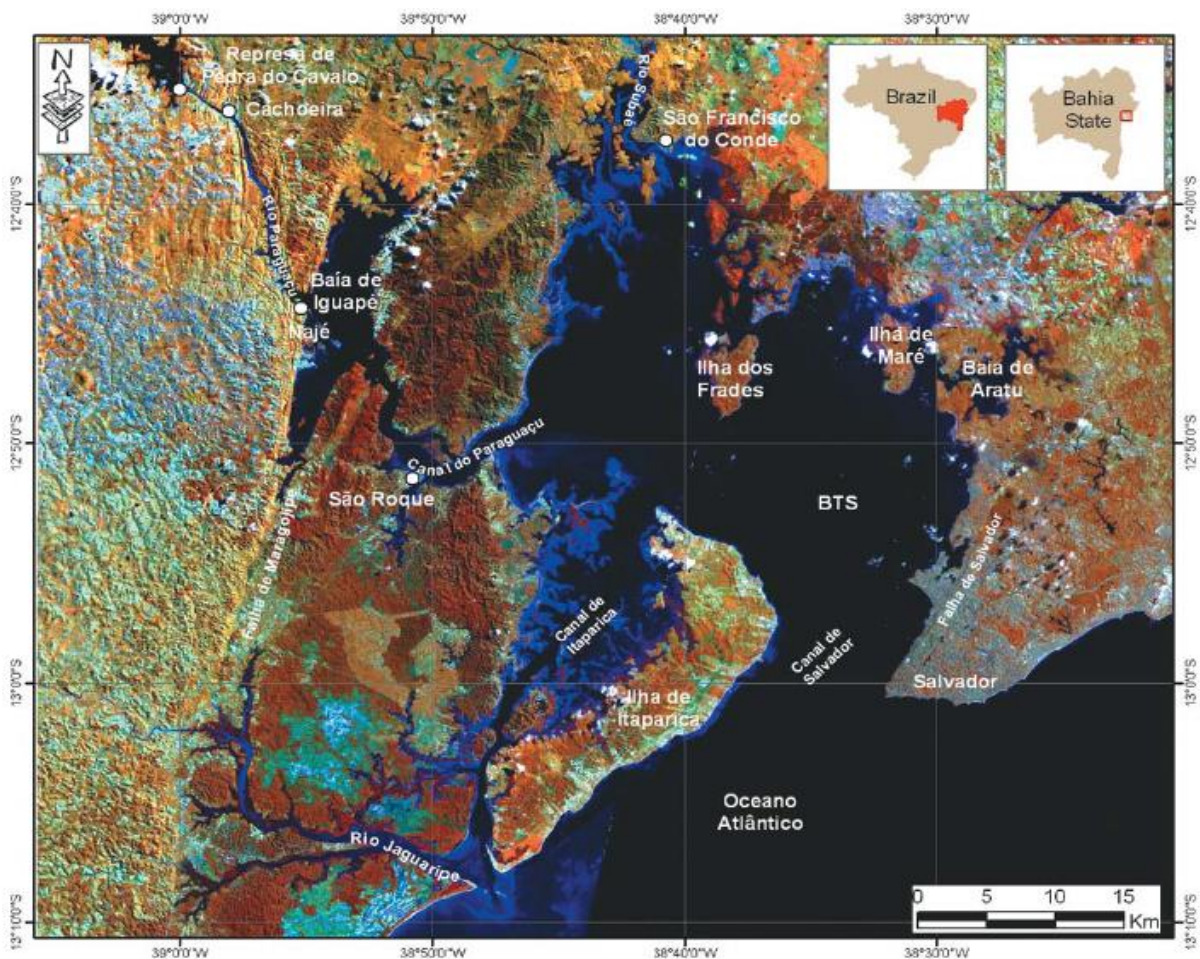 39°0'0"W
38°50'0"W
38°40'0"W
38°30'0"W
N
Represa de
Pedra do Cavalo
Cachoeira
Rio Subaé
São Francisco
do Conde
Brazil
Bahia
State
12°40'0"S
12°40'0"S
Rio Paraguaçu
Baía de
Iguapé
Najé
Ilha dos
Frades
Ilha de
Maré
Baía de
Aratu
12°50'0"S
12°50'0"S
Canal do Paraguaçu
São Roque
BTS
Falha de Maragojipe
Falha de Salvador
Canal de
Itaparica
Canal de
Salvador
13°0'0"S
13°0'0"S
Ilha de
Itaparica
Salvador
Oceano
Atlântico
Rio Jaguaripe
0 5 10 15
Km
13°10'0"S
13°10'0"S
39°0'0"W
38°50'0"W
38°40'0"W
38°30'0"W